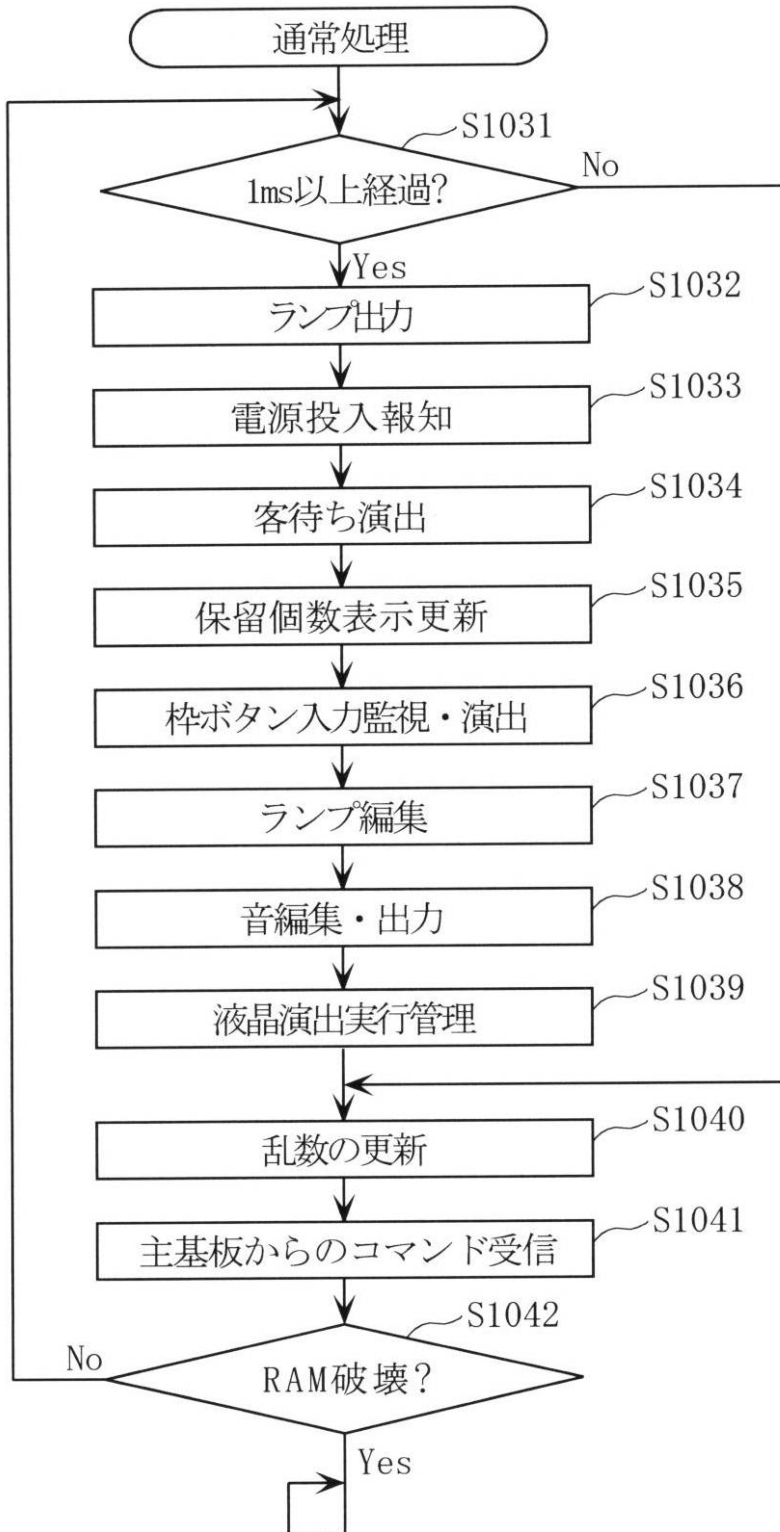 通常処理
S1031
1ms以上経過?
No
Yes
S1032
ランプ出力
S1033
電源投入報知
S1034
客待ち演出
S1035
保留個数表示更新
S1036
枠ボタン入力監視・演出
S1037
ランプ編集
S1038
音編集・出力
S1039
液晶演出実行管理
S1040
乱数の更新
S1041
主基板からのコマンド受信
S1042
RAM破壊?
No
Yes